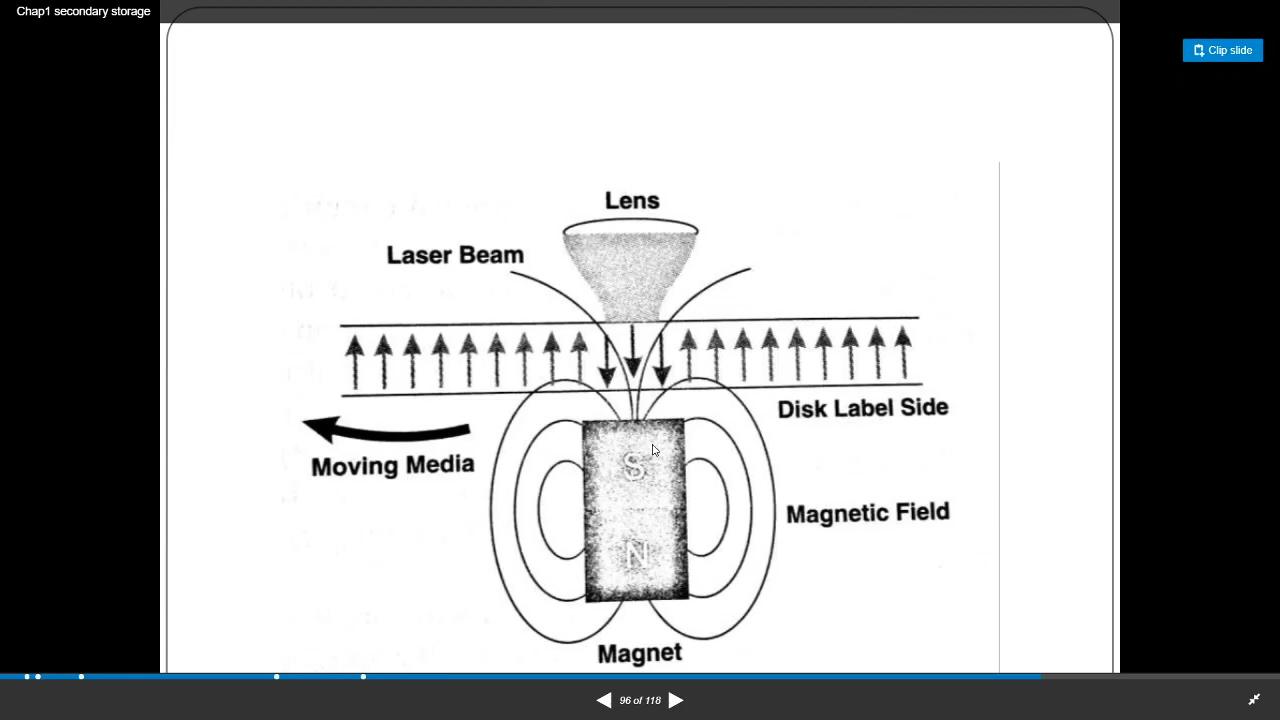 Chap1 secondary storage
Clip slide
Lens
Laser Beam
Disk Label Side
Moving Media
S
Magnetic Field
N
Magnet
96 of 118